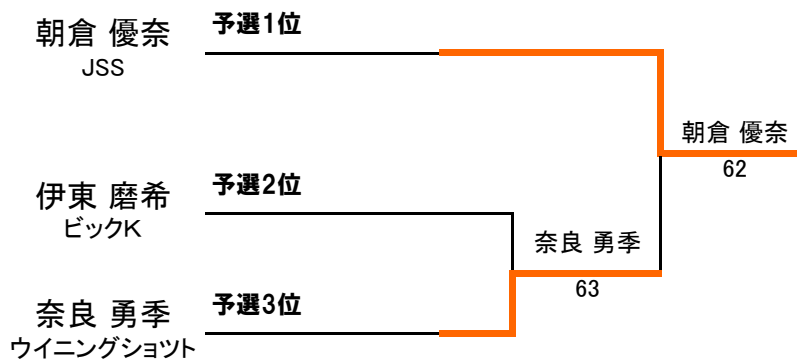 朝倉 優奈
JSS
予選1位
朝倉 優奈
62
伊東 磨希
ビックK
予選2位
奈良 勇季
63
奈良 勇季
ウイニングショツト
予選3位